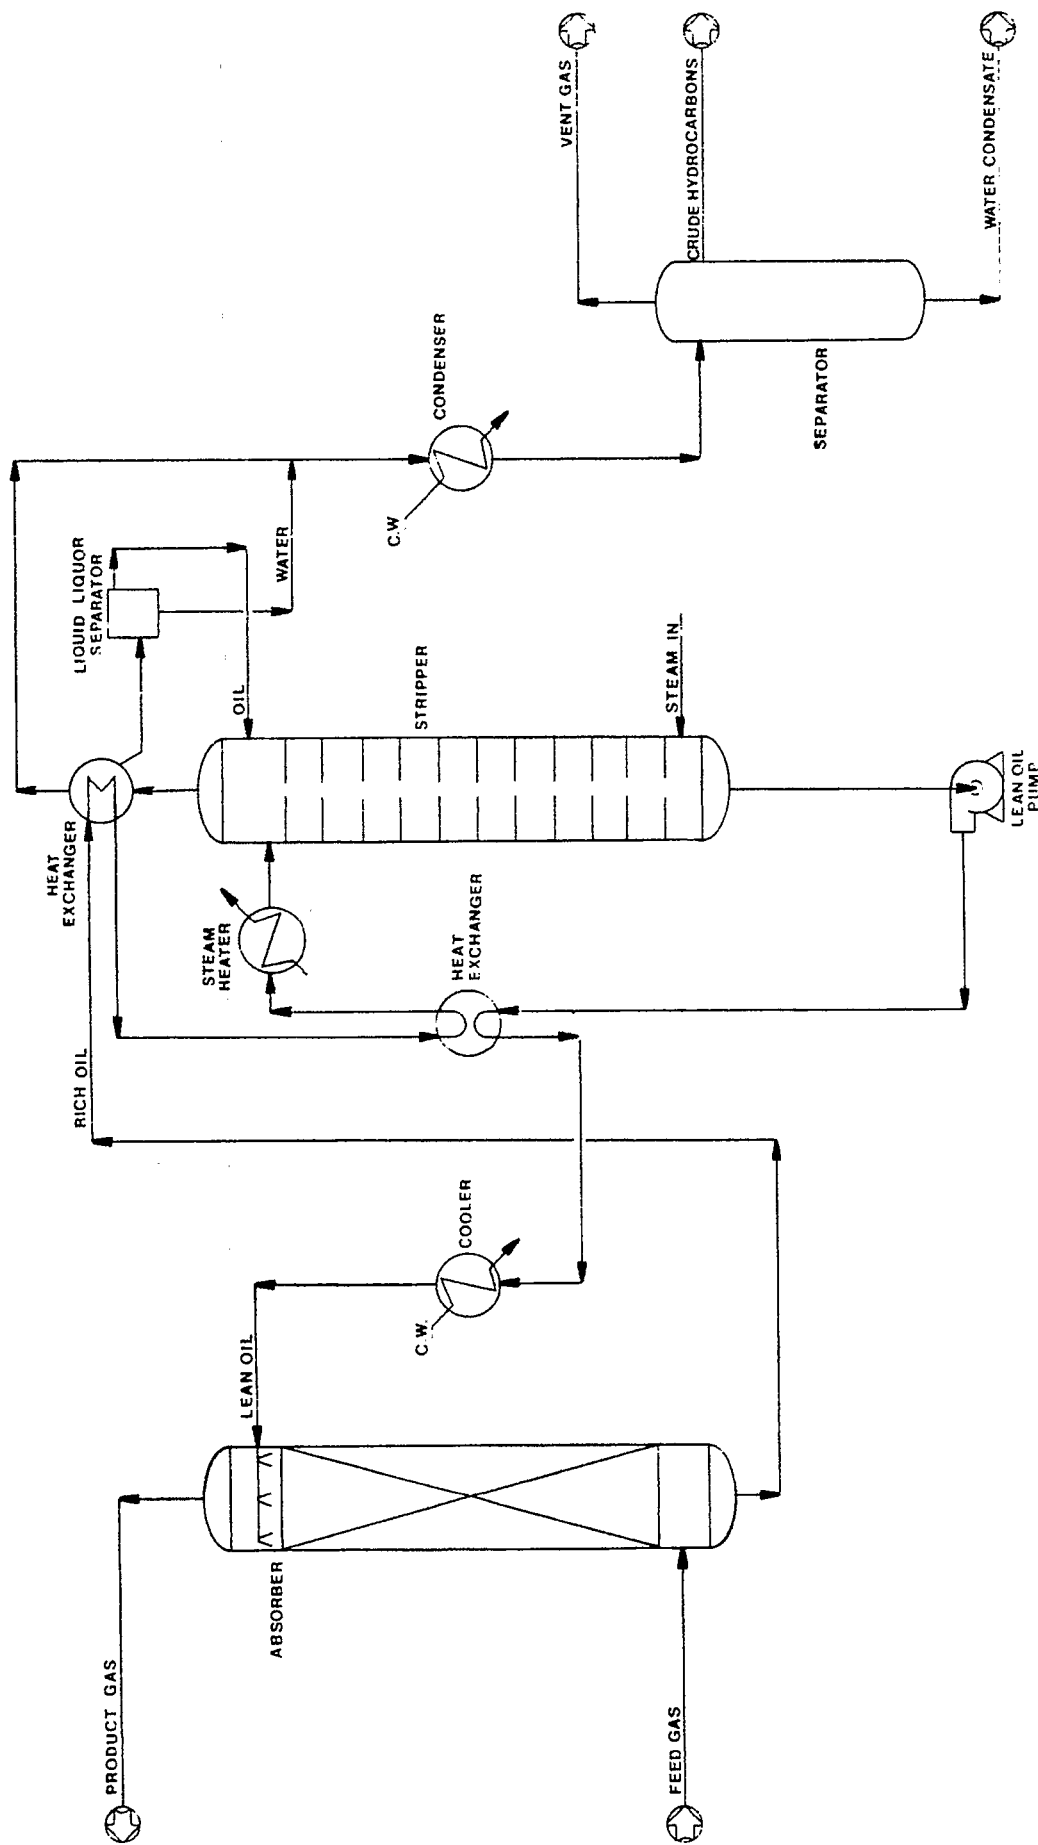 PRODUCT GAS
FEED GAS
ABSORBER
LEAN OIL
C.W.
COOLER
RICH OIL
HEAT
EXCHANGER
STEAM
HEATER
HEAT
EXCHANGER
LIQUID LIQUOR
SEPARATOR
OIL
WATER
STRIPPER
STEAM IN
LEAN OIL
PUMP
C.W.
CONDENSER
SEPARATOR
VENT GAS
CRUDE HYDROCARBONS
WATER CONDENSATE